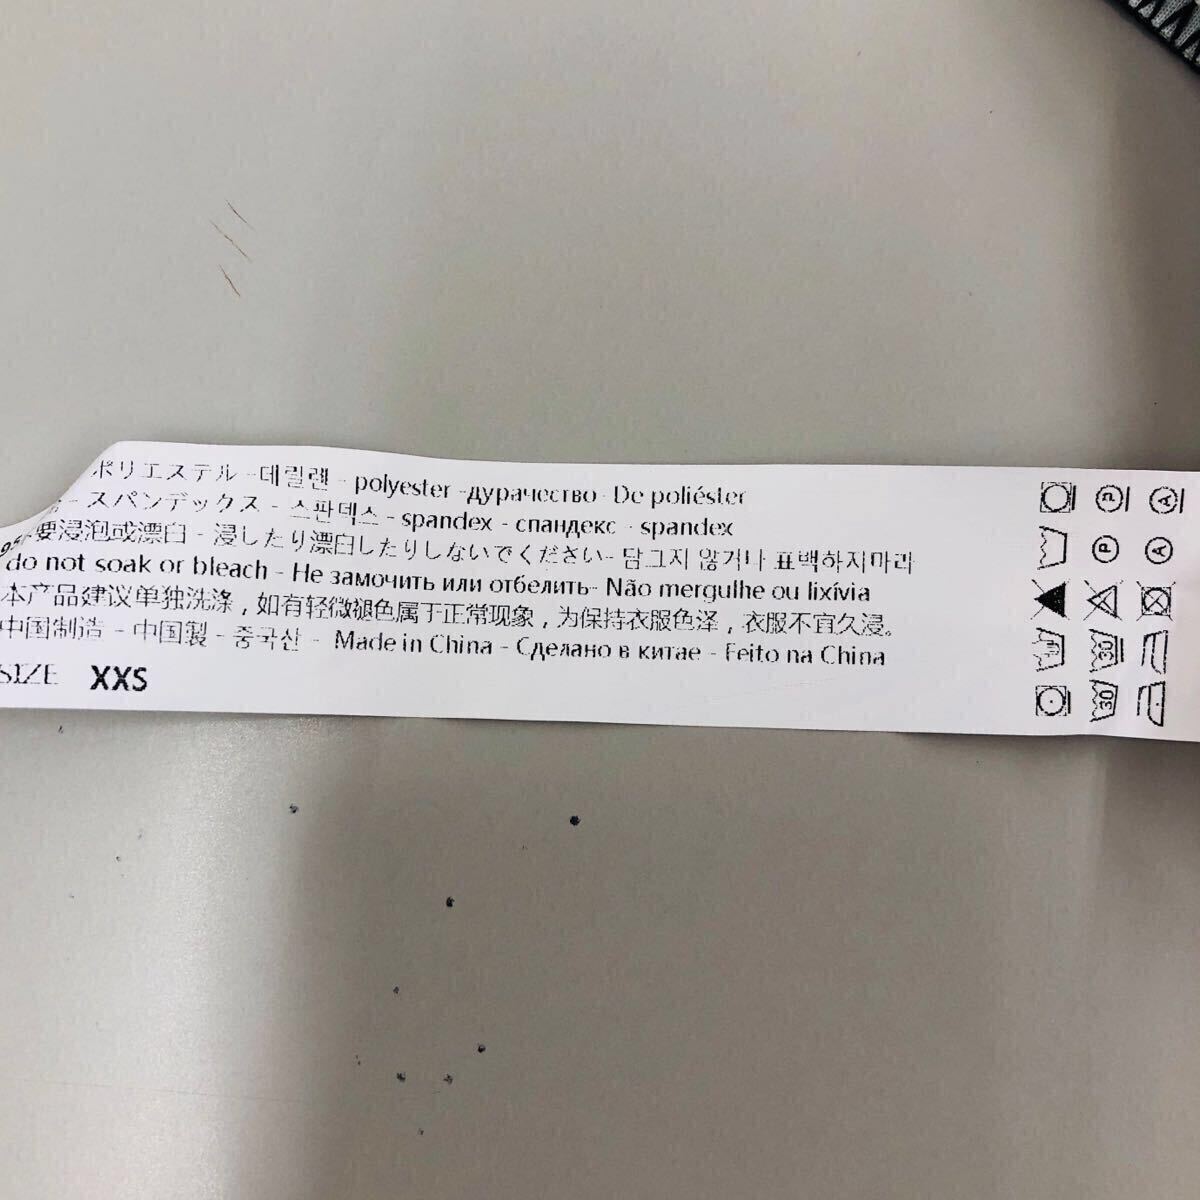 ポリエステル - 데릴렌 - polyester -дурачество- De poliéster
- スパンデックス - 스판덱스 - spandex - спандекс - spandex
要浸泡或漂白 - 浸したり漂白したりしないでください- 담그지 않거나 표백하지마라
do not soak or bleach - Не замочить или отбелить- Não mergulhe ou lixívia
本产品建议单独洗涤，如有轻微褪色属于正常现象，为保持衣服色泽，衣服不宜久浸。
中国制造 - 中国製 - 중국산 - Made in China - Сделано в китае - Feito na China
SIZE XXS
P A
P A
30
30